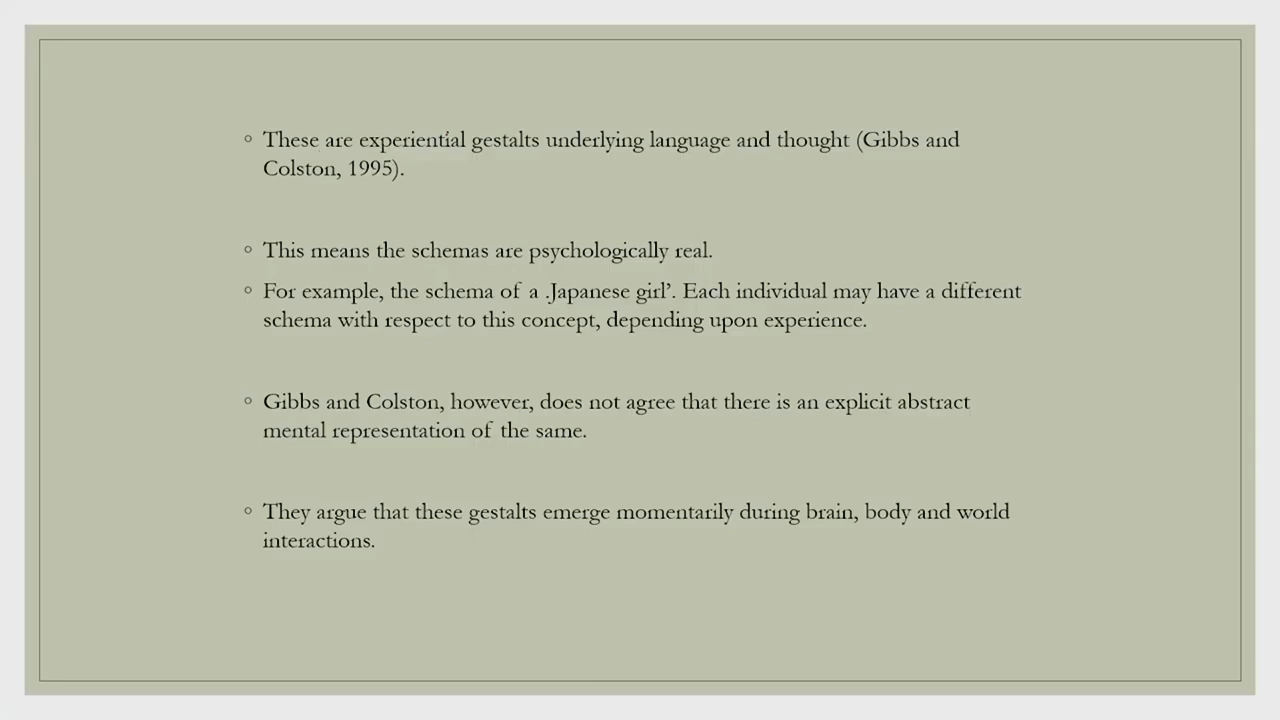 ◦ These are experiential gestalts underlying language and thought (Gibbs and
Colston, 1995).
◦ This means the schemas are psychologically real.
◦ For example, the schema of a .Japanese girl’. Each individual may have a different
schema with respect to this concept, depending upon experience.
◦ Gibbs and Colston, however, does not agree that there is an explicit abstract
mental representation of the same.
◦ They argue that these gestalts emerge momentarily during brain, body and world
interactions.